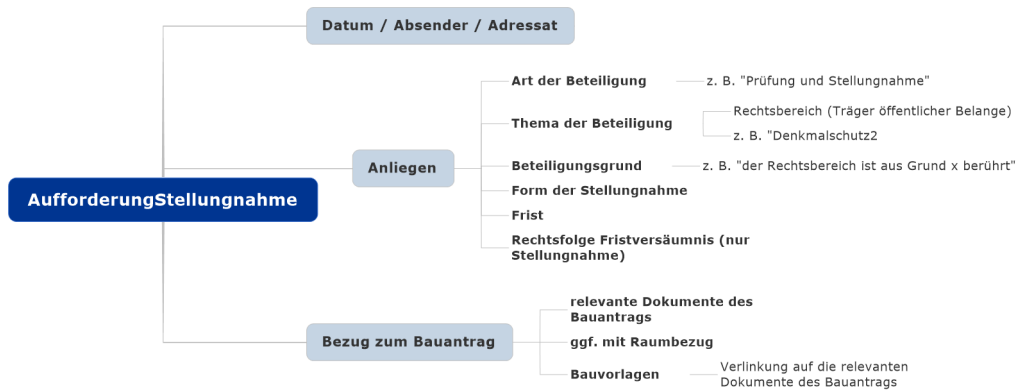 Datum / Absender / Adressat
Art der Beteiligung
z. B. "Prüfung und Stellungnahme"
Thema der Beteiligung
Rechtsbereich (Träger öffentlicher Belange)
z. B. "Denkmalschutz2
Anliegen
Beteiligungsgrund
z. B. "der Rechtsbereich ist aus Grund x berührt"
Form der Stellungnahme
AufforderungStellungnahme
Frist
Rechtsfolge Fristversäumnis (nur
Stellungnahme)
relevante Dokumente des
Bauantrags
Bezug zum Bauantrag
ggf. mit Raumbezug
Bauvorlagen
Verlinkung auf die relevanten
Dokumente des Bauantrags